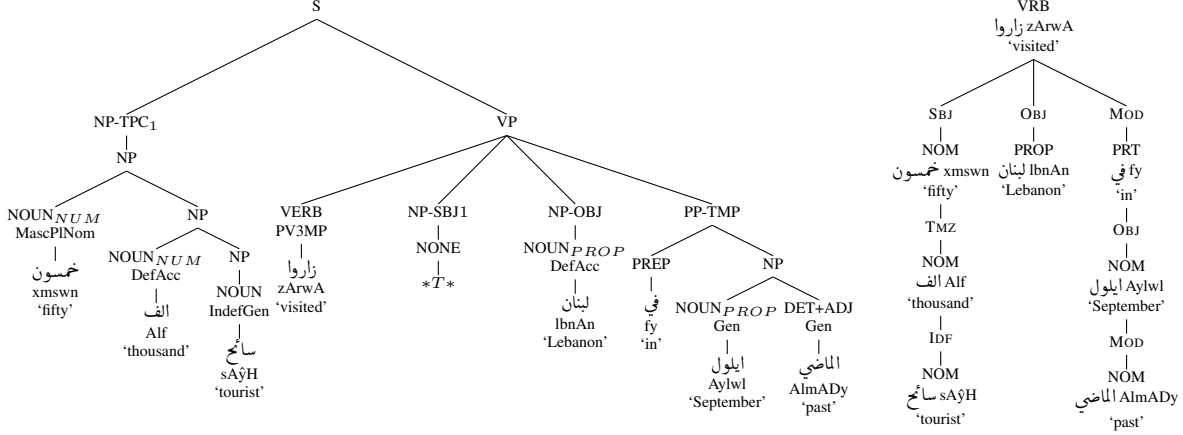 S
NP-TPC1
NP
NOUNNUM
MascPlNom
خمسون
xmswn
‘fifty’
NP
NOUNNUM
DefAcc
الف
Alf
‘thousand’
NP
NOUN
IndefGen
سائح
sAŷH
‘tourist’
VP
VERB
PV3MP
زاروا
zArwA
‘visited’
NP-SBJ1
NONE
*T*
NP-OBJ
NOUNPROP
DefAcc
لبنان
lbnAn
‘Lebanon’
PP-TMP
PREP
في
fy
‘in’
NP
NOUNPROP
Gen
ايلول
Aylwl
‘September’
DET+ADJ
Gen
الماضي
AlmADy
‘past’
VRB
زاروا zArwA
‘visited’
SBJ
NOM
خمسون xmswn
‘fifty’
TMZ
NOM
الف Alf
‘thousand’
IDF
NOM
سائح sAŷH
‘tourist’
OBJ
PROP
لبنان lbnAn
‘Lebanon’
MOD
PRT
في fy
‘in’
OBJ
NOM
ايلول Aylwl
‘September’
MOD
NOM
الماضي AlmADy
‘past’